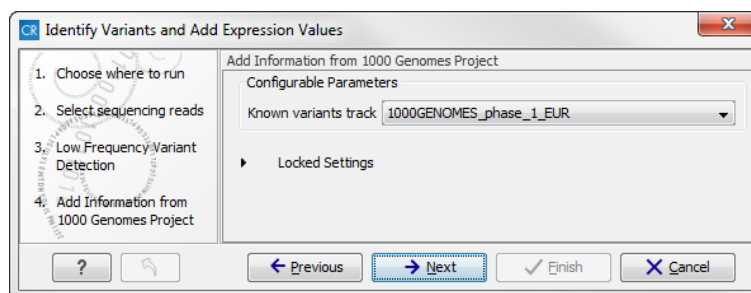 CR Identify Variants and Add Expression Values
Add Information from 1000 Genomes Project
1. Choose where to run
2. Select sequencing reads
3. Low Frequency Variant
Detection
4. Add Information from
1000 Genomes Project
Configurable Parameters
Known variants track 1000GENOMES_phase_1_EUR
Locked Settings
?
Previous
Next
Finish
Cancel